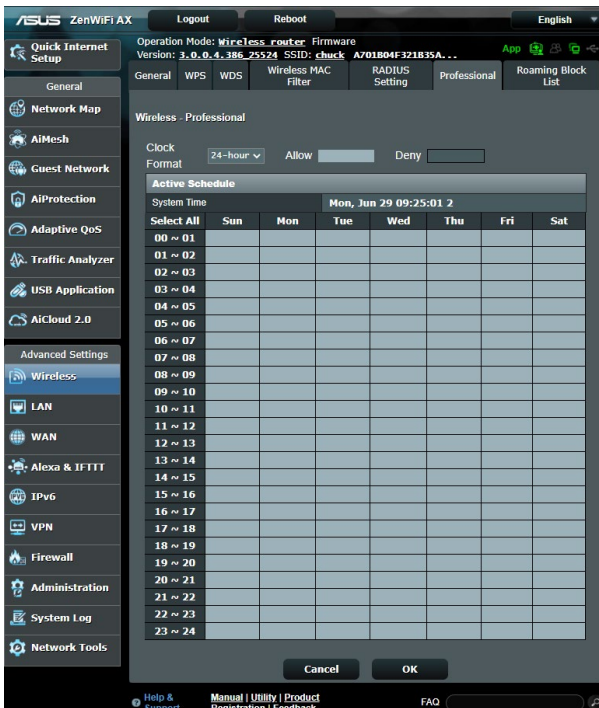 ASUS ZenWiFi AX Logout Reboot English
Quick Internet Setup
Operation Mode: Wireless router Firmware
Version: 3.0.0.4.386_25524 SSID: chuck A701B04F321B35A...
App
General WPS WDS Wireless MAC Filter RADIUS Setting Professional Roaming Block List
General
Network Map
AiMesh
Guest Network
AiProtection
Adaptive QoS
Traffic Analyzer
USB Application
AiCloud 2.0
Advanced Settings
Wireless
LAN
WAN
Alexa & IFTTT
IPv6
VPN
Firewall
Administration
System Log
Network Tools
Wireless - Professional
Clock Format 24-hour Allow Deny
Active Schedule
System Time Mon, Jun 29 09:25:01 2
Select All Sun Mon Tue Wed Thu Fri Sat
00 ~ 01
01 ~ 02
02 ~ 03
03 ~ 04
04 ~ 05
05 ~ 06
06 ~ 07
07 ~ 08
08 ~ 09
09 ~ 10
10 ~ 11
11 ~ 12
12 ~ 13
13 ~ 14
14 ~ 15
15 ~ 16
16 ~ 17
17 ~ 18
18 ~ 19
19 ~ 20
20 ~ 21
21 ~ 22
22 ~ 23
23 ~ 24
Cancel OK
Help & Support
Manual | Utility | Product
Registration | Feedback
FAQ